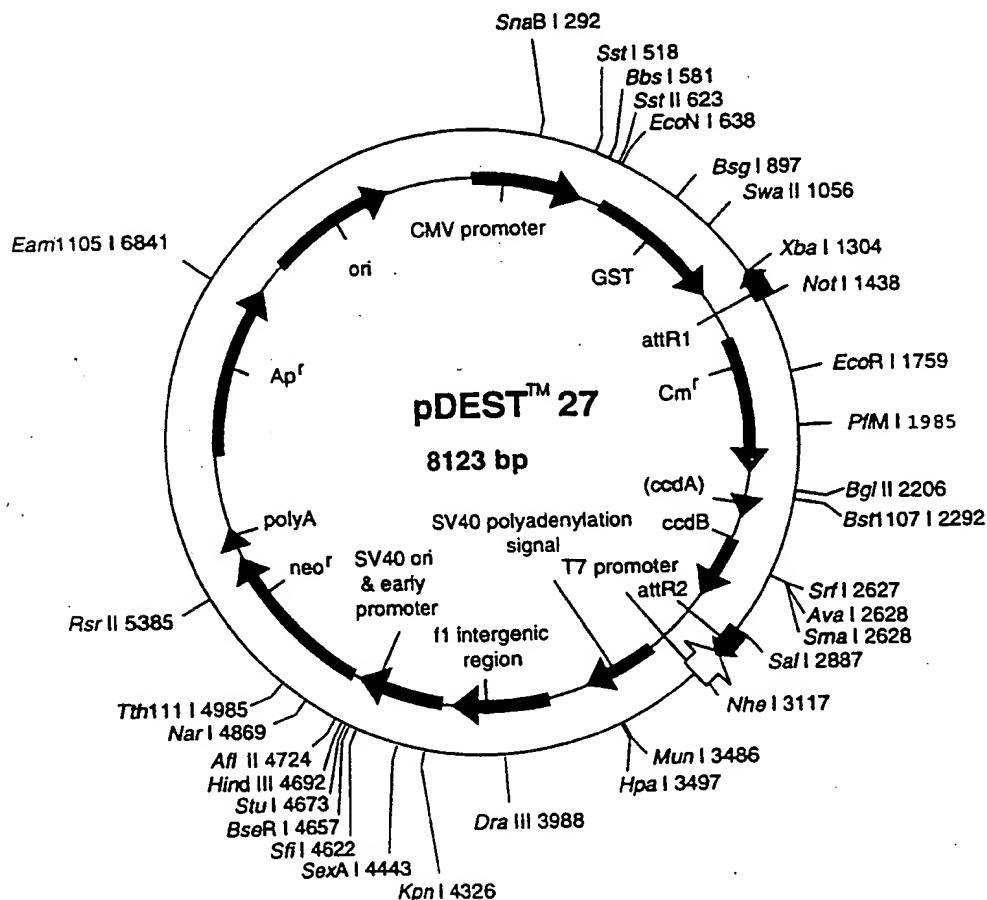 SnaB I 292
Sst I 518
Bbs I 581
Sst II 623
EcoN I 638
Bsg I 897
Swa II 1056
Xba I 1304
Not I 1438
EcoR I 1759
PflM I 1985
Bgl II 2206
Bst1107 I 2292
Srf I 2627
Ava I 2628
Sma I 2628
Sal I 2887
Nhe I 3117
Mun I 3486
Hpa I 3497
Dra III 3988
Kpn I 4326
SexA I 4443
Sfi I 4622
BseR I 4657
Stu I 4673
Hind III 4692
Afl II 4724
Nar I 4869
Tth111 I 4985
Rsr II 5385
Eam1105 I 6841
CMV promoter
GST
attR1
Cmr
(ccdA)
ccdB
attR2
T7 promoter
SV40 polyadenylation
signal
f1 intergenic
region
SV40 ori
& early
promoter
neor
polyA
Apr
ori
pDEST™ 27
8123 bp